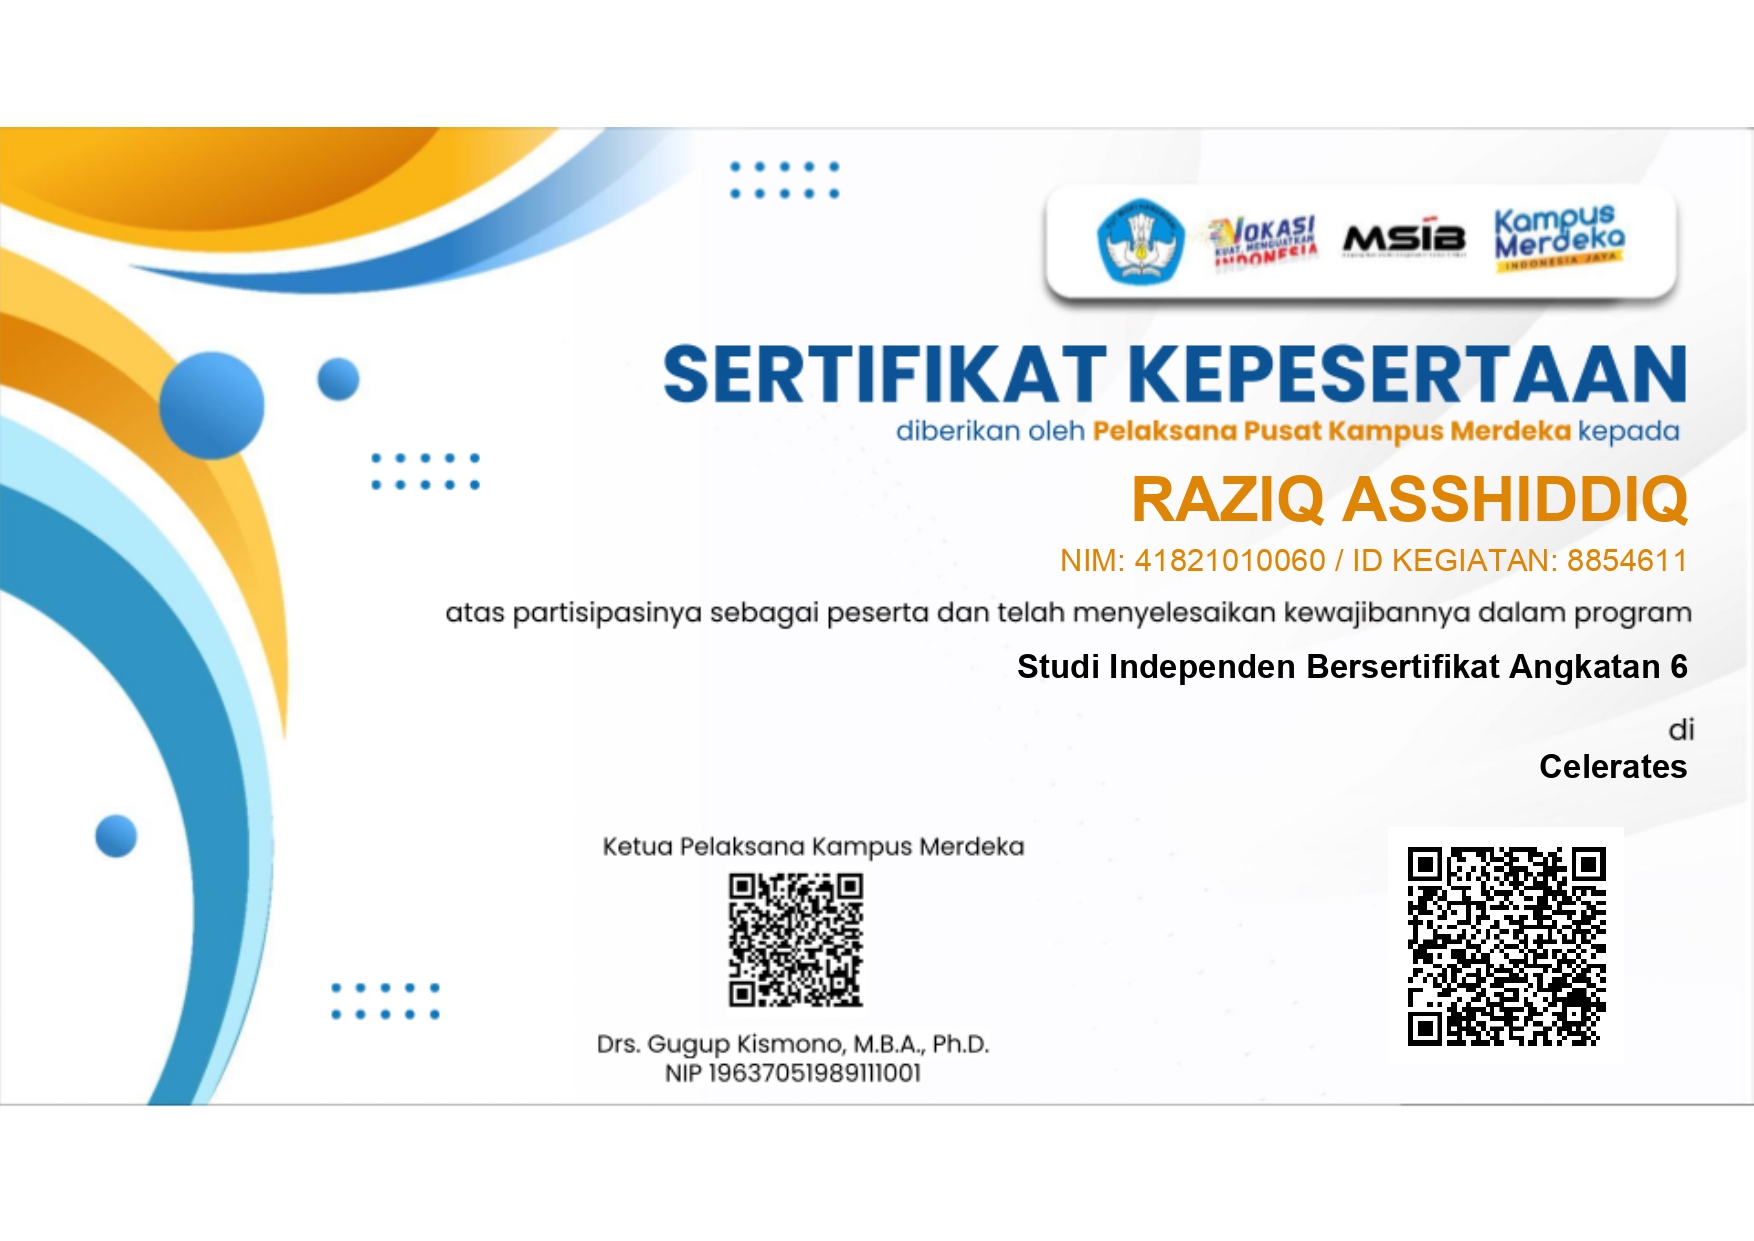 VOKASI
KUAT, MENGUATKAN
INDONESIA
MSIB
Kampus
Merdeka
INDONESIA JAYA
SERTIFIKAT KEPESERTAAN
diberikan oleh Pelaksana Pusat Kampus Merdeka kepada
RAZIQ ASSHIDDIQ
NIM: 41821010060 / ID KEGIATAN: 8854611
atas partisipasinya sebagai peserta dan telah menyelesaikan kewajibannya dalam program
Studi Independen Bersertifikat Angkatan 6
di
Celerates
Ketua Pelaksana Kampus Merdeka
Drs. Gugup Kismono, M.B.A., Ph.D.
NIP 19637051989111001